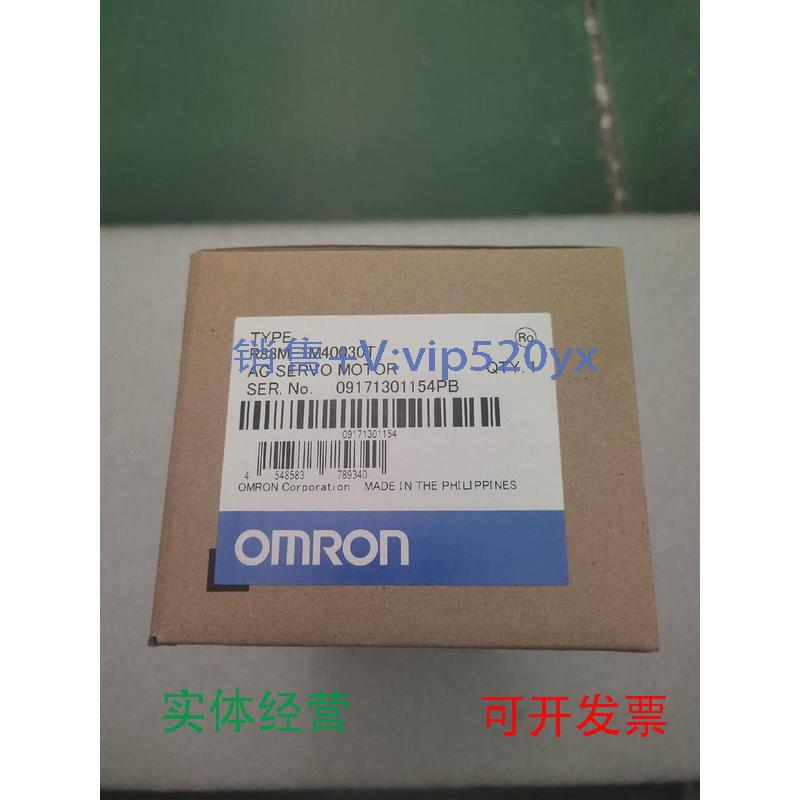 TYPE
R88M-1M40030T
销售+V:vip520yx
AC SERVO MOTOR QTY.
SER. No. 09171301154PB
09171301154
4 548583 789340
OMRON Corporation MADE IN THE PHILIPPINES
OMRON
实体经营 可开发票